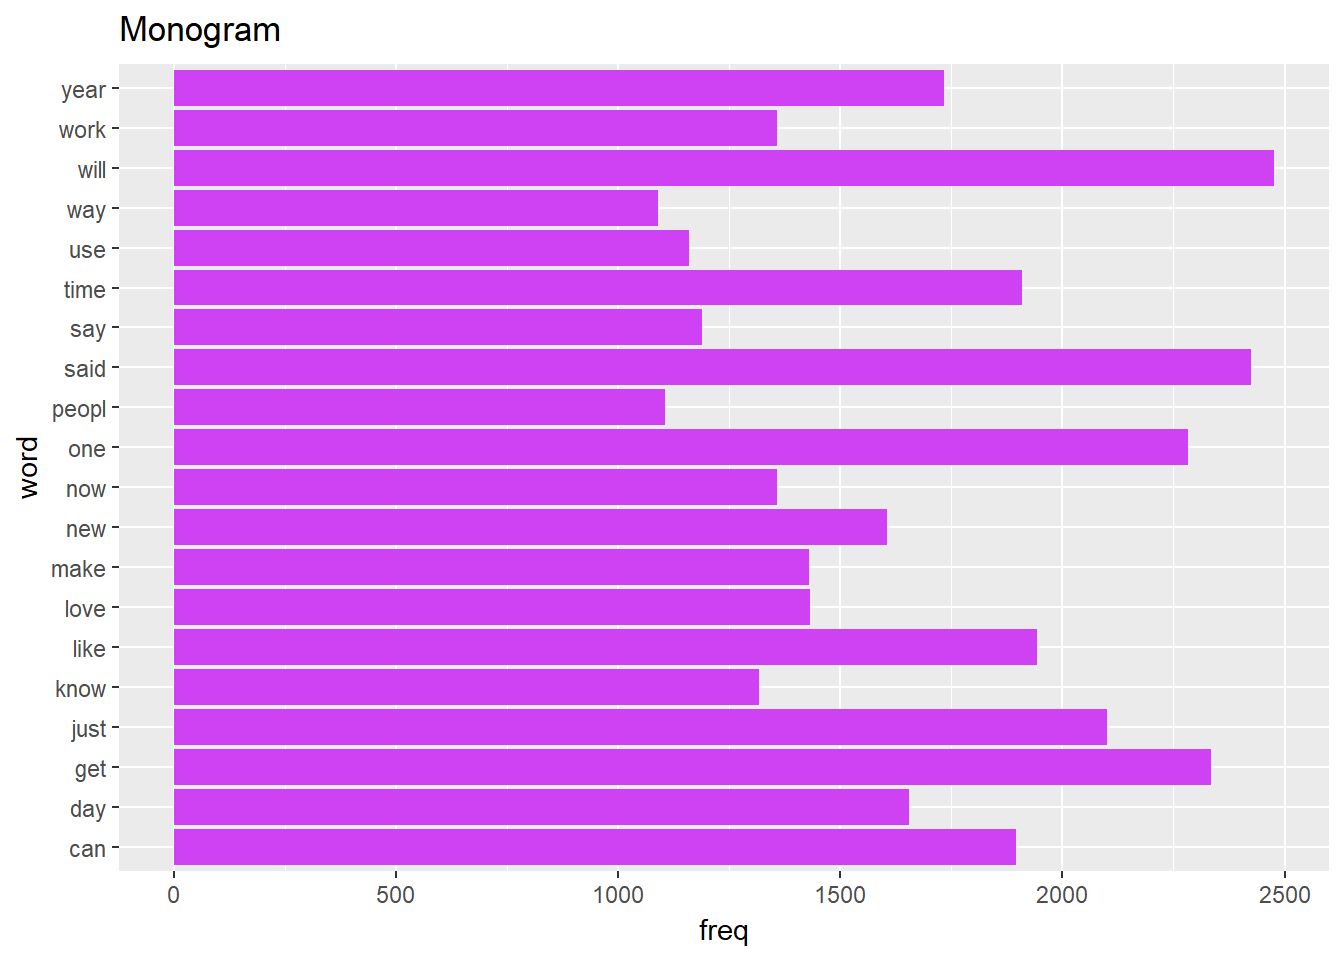 Monogram
year
work
will
way
use
time
say
said
peopl
one
now
new
make
love
like
know
just
get
day
can
word
0 500 1000 1500 2000 2500
freq